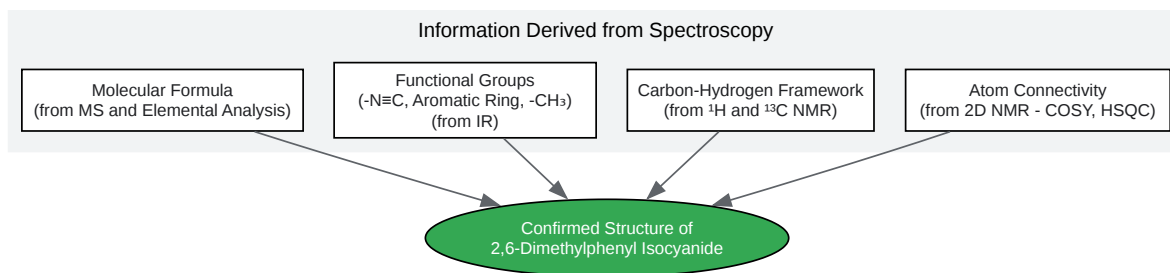 Information Derived from Spectroscopy
Molecular Formula
(from MS and Elemental Analysis)
Functional Groups
(-N≡C, Aromatic Ring, -CH₃)
(from IR)
Carbon-Hydrogen Framework
(from ¹H and ¹³C NMR)
Atom Connectivity
(from 2D NMR - COSY, HSQC)
Confirmed Structure of
2,6-Dimethylphenyl Isocyanide